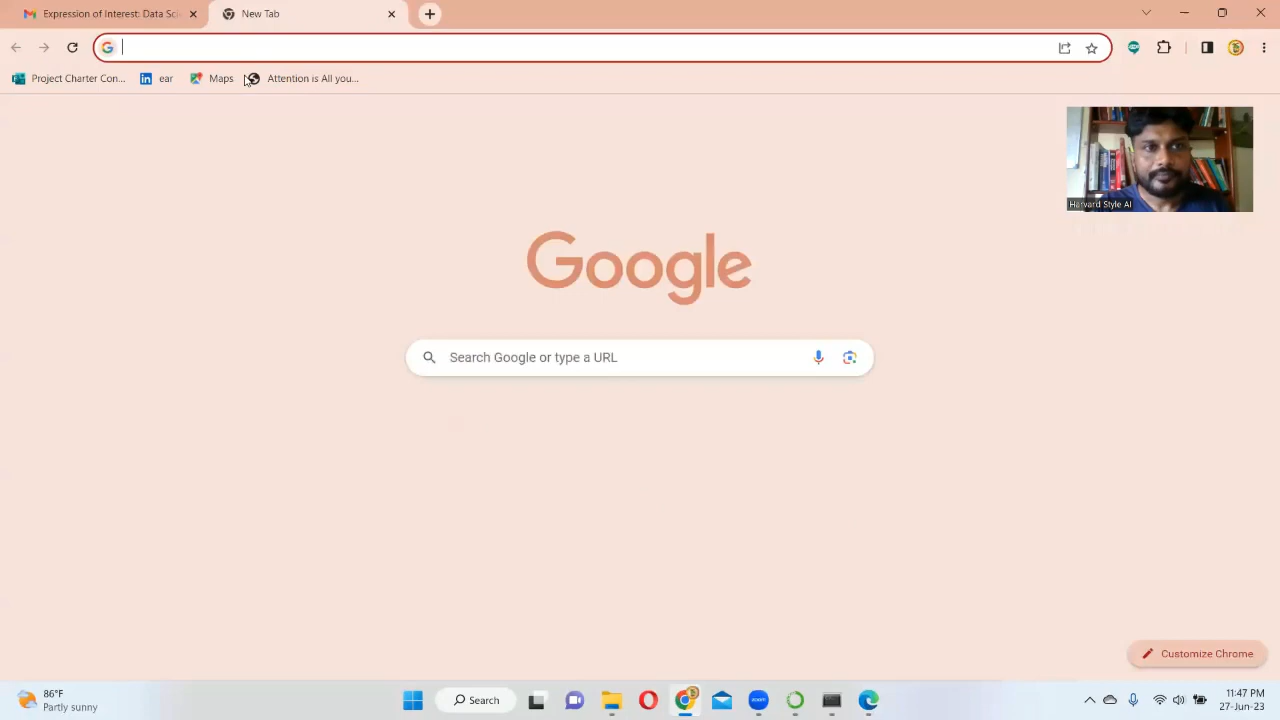 Expression of Interest: Data Sci
New Tab
Project Charter Con...
ear
Maps
Attention is All you...
Harvard Style AI
Google
Search Google or type a URL
Customize Chrome
86°F
Partly sunny
Search
zoom
11:47 PM
27-Jun-23